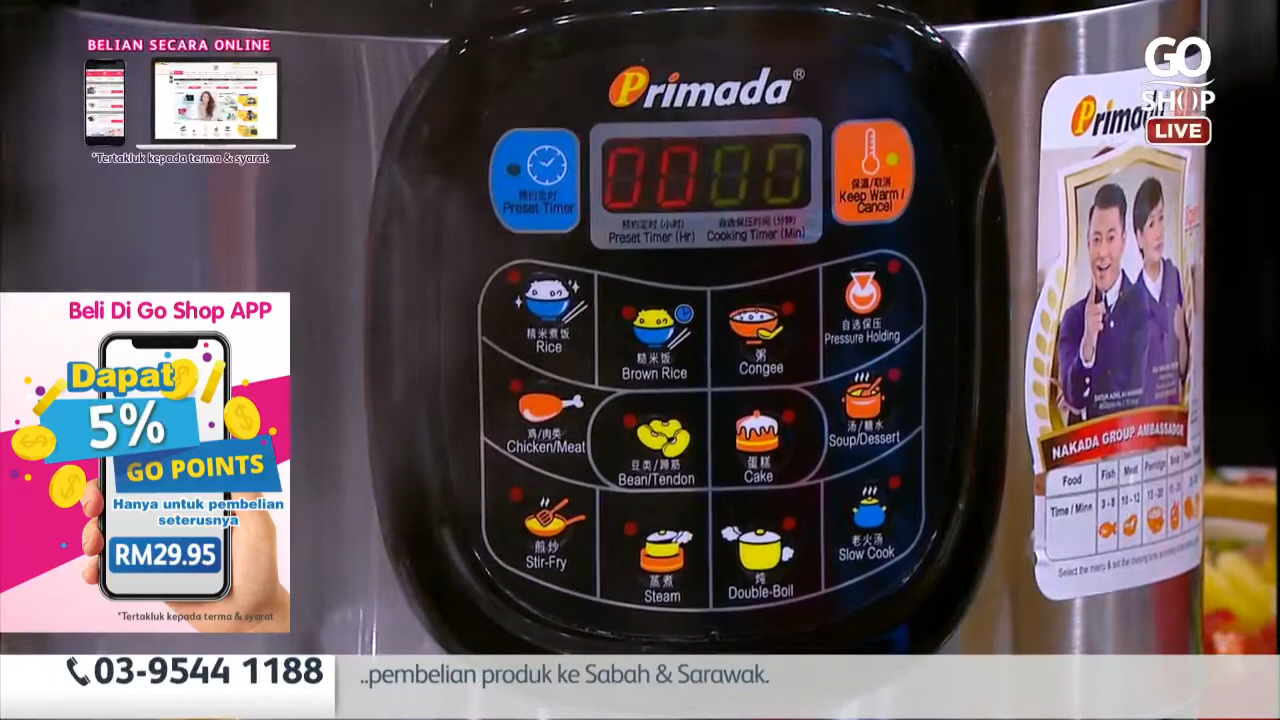 BELIAN SECARA ONLINE
*Tertakluk kepada terma & syarat
GO
SHOP
LIVE
Primada®
预约定时
Preset Timer
00 00
预约定时 (小时)
Preset Timer (Hr)
自选保压时间 (分钟)
Cooking Timer (Min)
保温/取消
Keep Warm /
Cancel
精米煮饭
Rice
糙米饭
Brown Rice
粥
Congee
自选保压
Pressure Holding
鸡/肉类
Chicken/Meat
豆类/蹄筋
Bean/Tendon
蛋糕
Cake
汤/糖水
Soup/Dessert
煎炒
Stir-Fry
蒸煮
Steam
炖
Double-Boil
老火汤
Slow Cook
NAKADA GROUP AMBASSADOR
Food Fish Meat Porridge
Time / Mins 3 - 8 10 - 12
Select the menu & set the
Beli Di Go Shop APP
Dapat
5%
GO POINTS
Hanya untuk pembelian
seterusnya
RM29.95
*Tertakluk kepada terma & syarat
03-9544 1188
..pembelian produk ke Sabah & Sarawak.